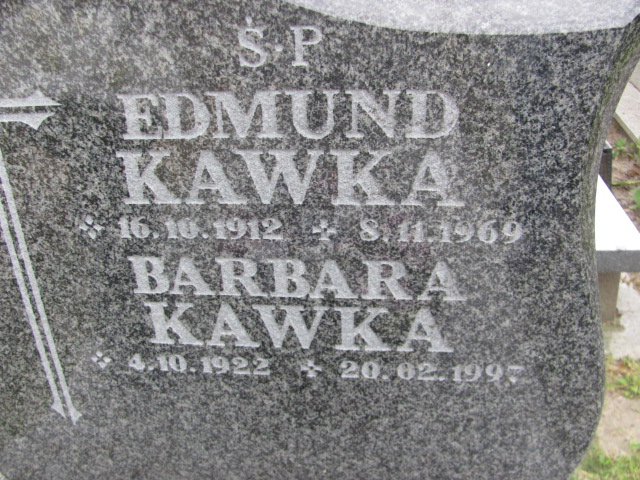 Ś·P
EDMUND
KAWKA
16.10.1912 8.11.1969
BARBARA
KAWKA
4.10.1922 20.02.1997